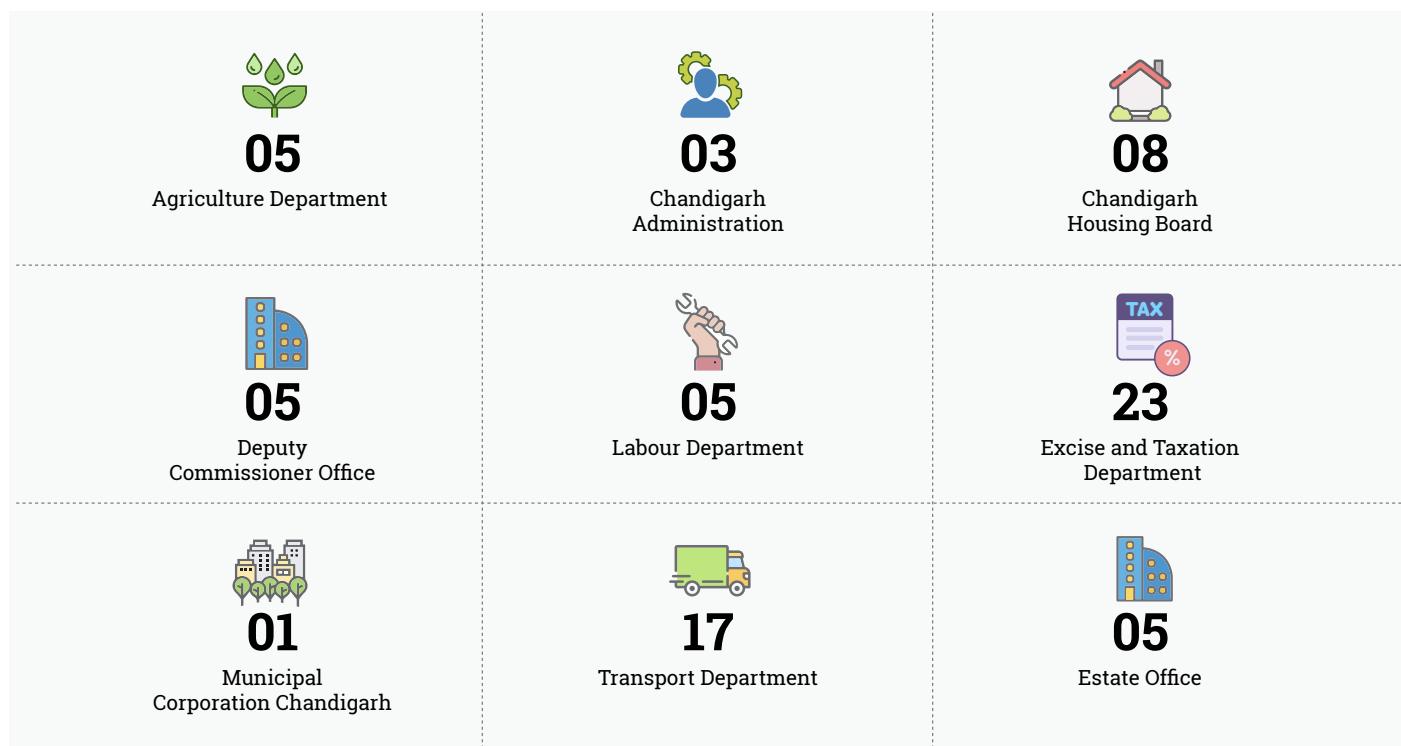 05
Agriculture Department
03
Chandigarh
Administration
08
Chandigarh
Housing Board
05
Deputy
Commissioner Office
05
Labour Department
TAX
%
23
Excise and Taxation
Department
01
Municipal
Corporation Chandigarh
17
Transport Department
05
Estate Office